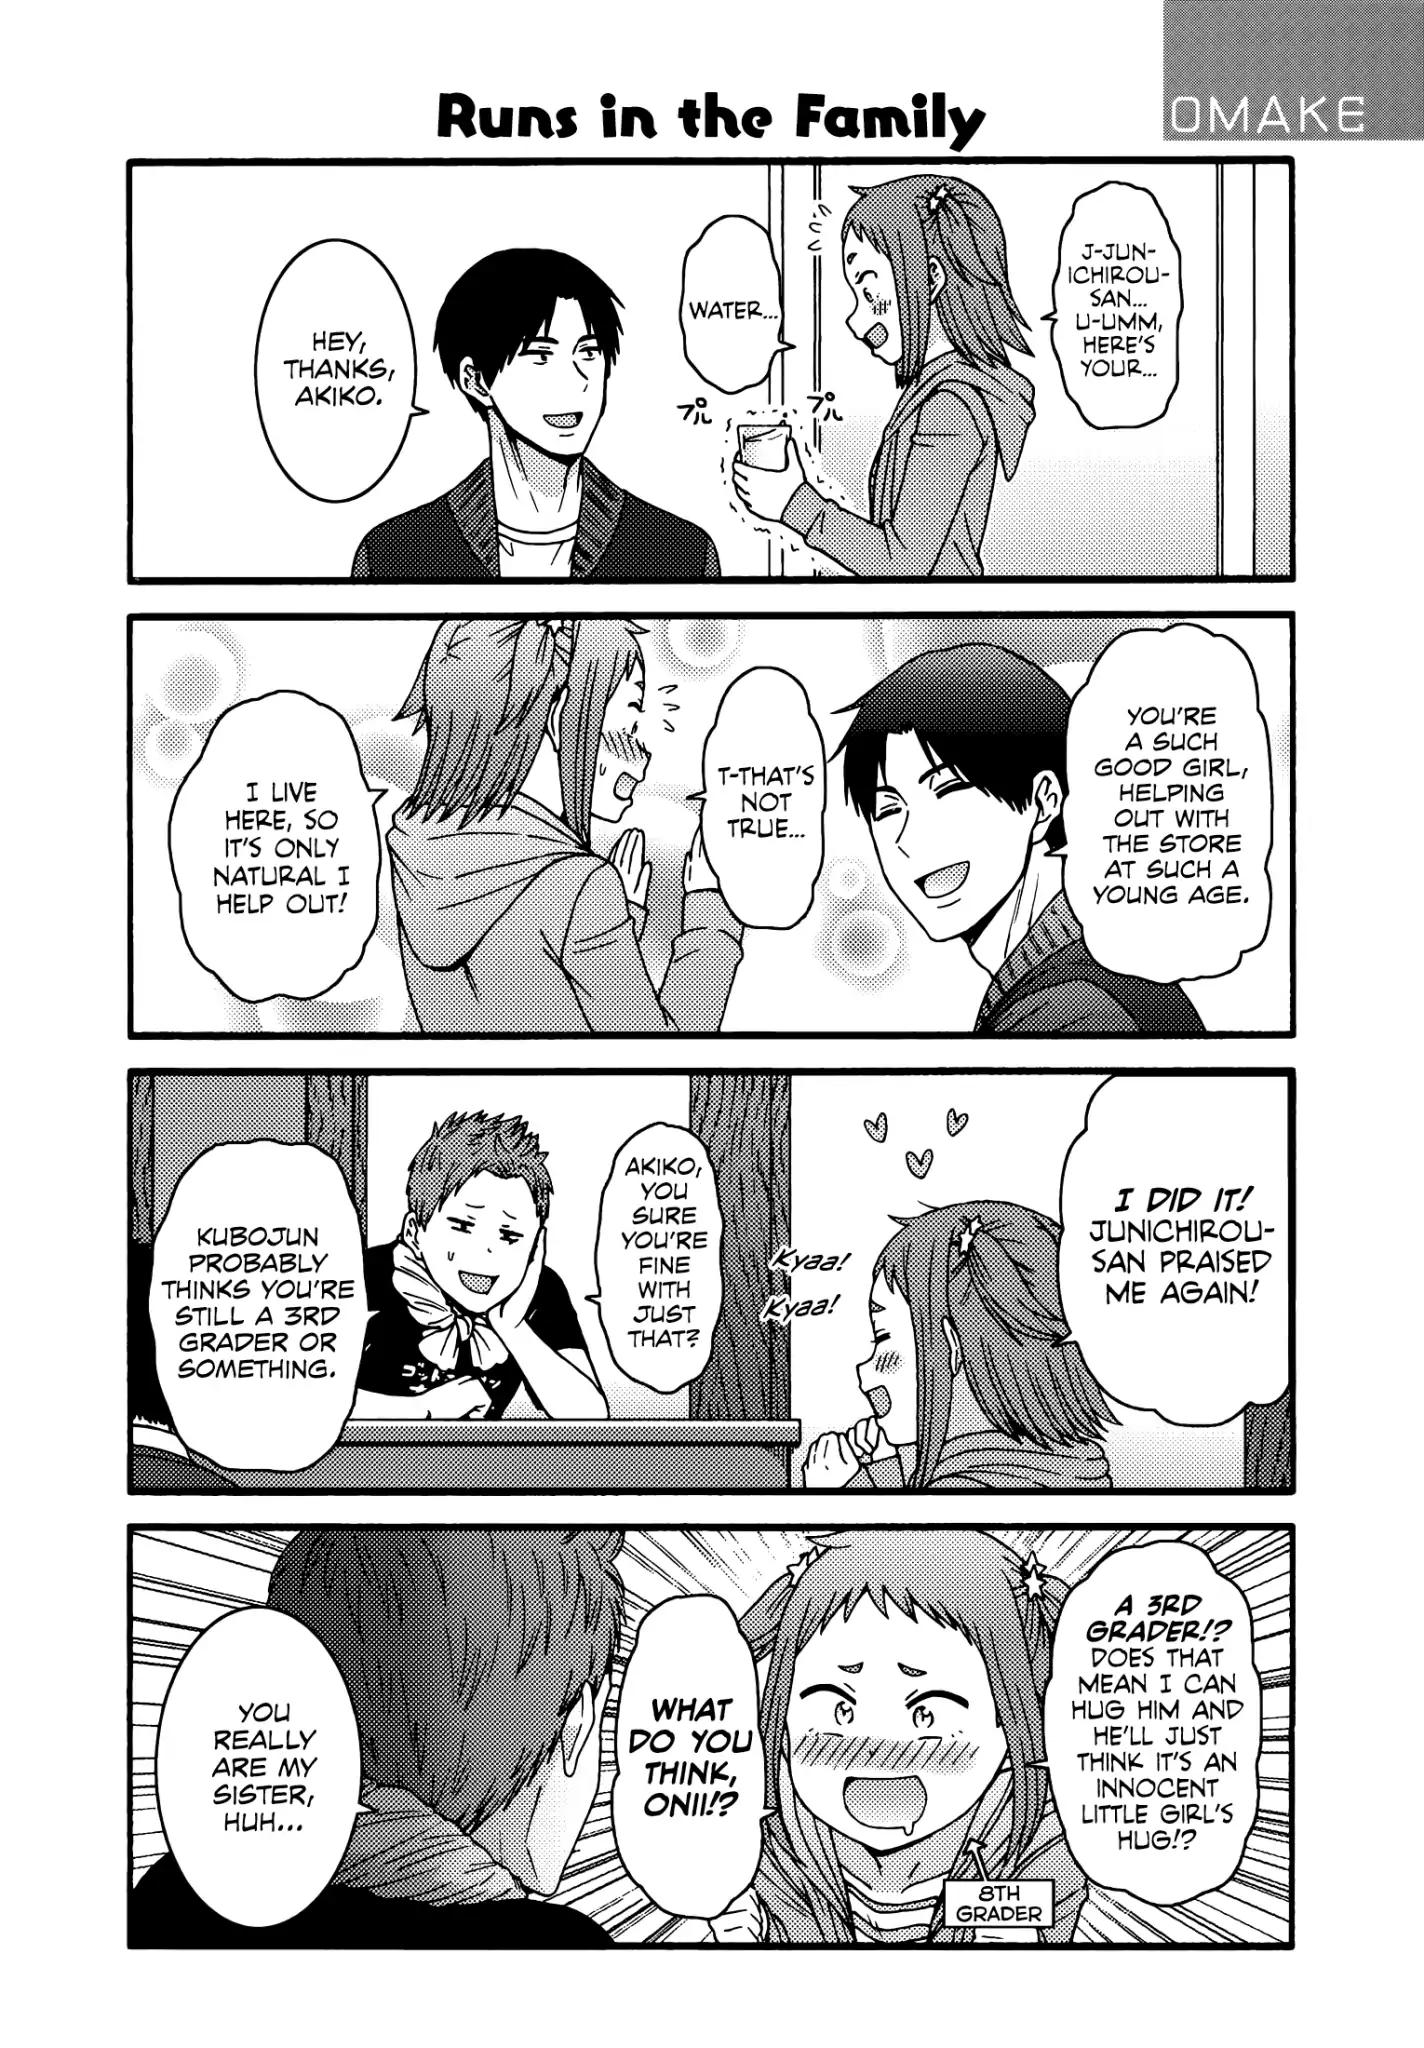 OMAKE
Runs in the Family
J-JUN-
ICHIROU-
SAN...
U-UMM,
HERE'S
YOUR...
WATER...
プル
プル
HEY,
THANKS,
AKIKO.
YOU'RE
A SUCH
GOOD GIRL,
HELPING
OUT WITH
THE STORE
AT SUCH A
YOUNG AGE.
T-THAT'S
NOT
TRUE...
I LIVE
HERE, SO
IT'S ONLY
NATURAL I
HELP OUT!
I DID IT!
JUNICHIROU-
SAN PRAISED
ME AGAIN!
Kyaa!
Kyaa!
AKIKO,
YOU
SURE
YOU'RE
FINE
WITH
JUST
THAT?
KUBOJUN
PROBABLY
THINKS YOU'RE
STILL A 3RD
GRADER OR
SOMETHING.
A 3RD
GRADER!?
DOES THAT
MEAN I CAN
HUG HIM AND
HE'LL JUST
THINK IT'S AN
INNOCENT
LITTLE GIRL'S
HUG!?
WHAT
DO YOU
THINK,
ONII!?
8TH
GRADER
YOU
REALLY
ARE MY
SISTER,
HUH...